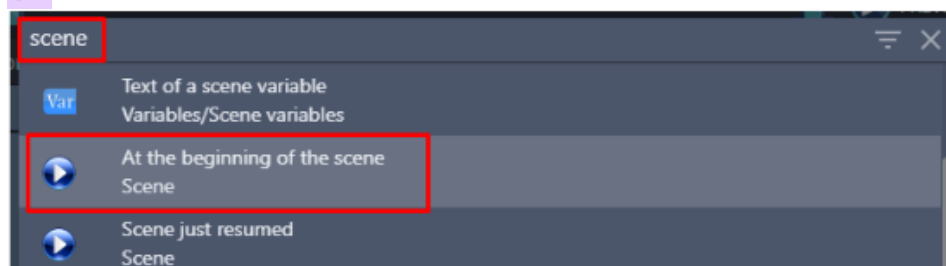 scene
Var
Text of a scene variable
Variables/Scene variables
At the beginning of the scene
Scene
Scene just resumed
Scene